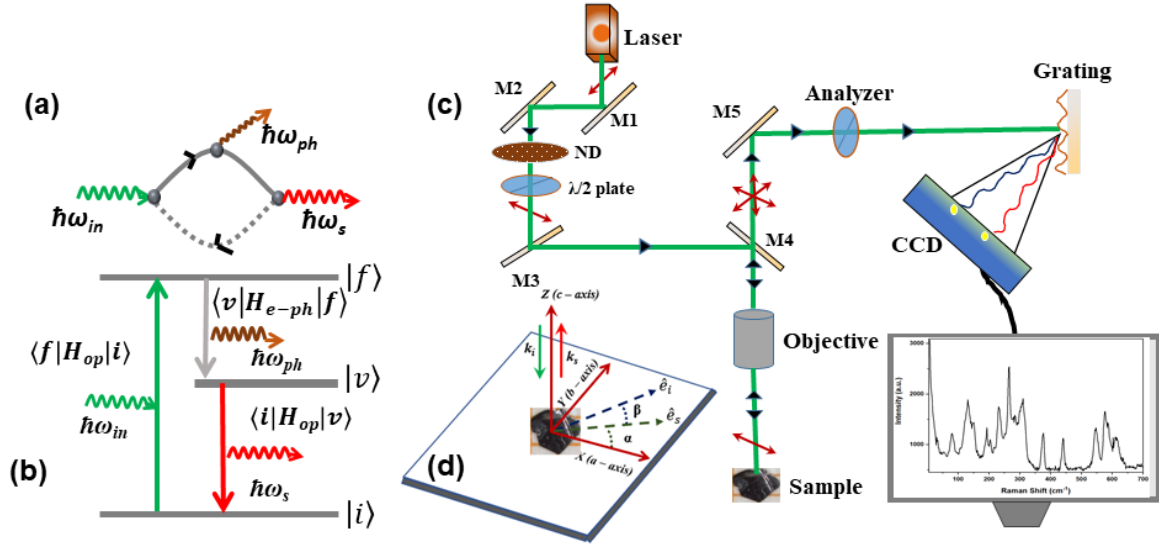 (a)
ħω_ph
ħω_in
ħω_s
|f⟩
⟨v|H_e−ph|f⟩
⟨f|H_op|i⟩
ħω_ph
|v⟩
⟨i|H_op|v⟩
ħω_in
ħω_s
(b)
|i⟩
(c)
Laser
M2
M1
ND
λ/2 plate
M3
M5
Analyzer
Grating
M4
CCD
Objective
Sample
Z (c − axis)
k_i
k_s
Y (b − axis)
ê_i
β
ê_s
α
X (a − axis)
(d)
3000
2000
1000
Intensity (a.u.)
100 200 300 400 500 600 700
Raman Shift (cm⁻¹)